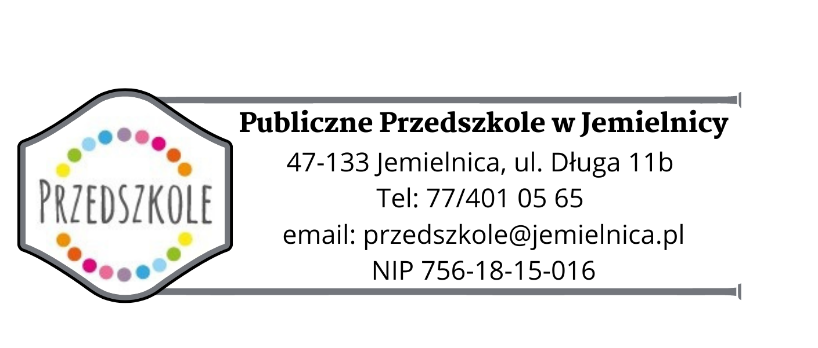 PRZEDSZKOLE
Publiczne Przedszkole w Jemielnicy
47-133 Jemielnica, ul. Długa 11b
Tel: 77/401 05 65
email: przedszkole@jemielnica.pl
NIP 756-18-15-016